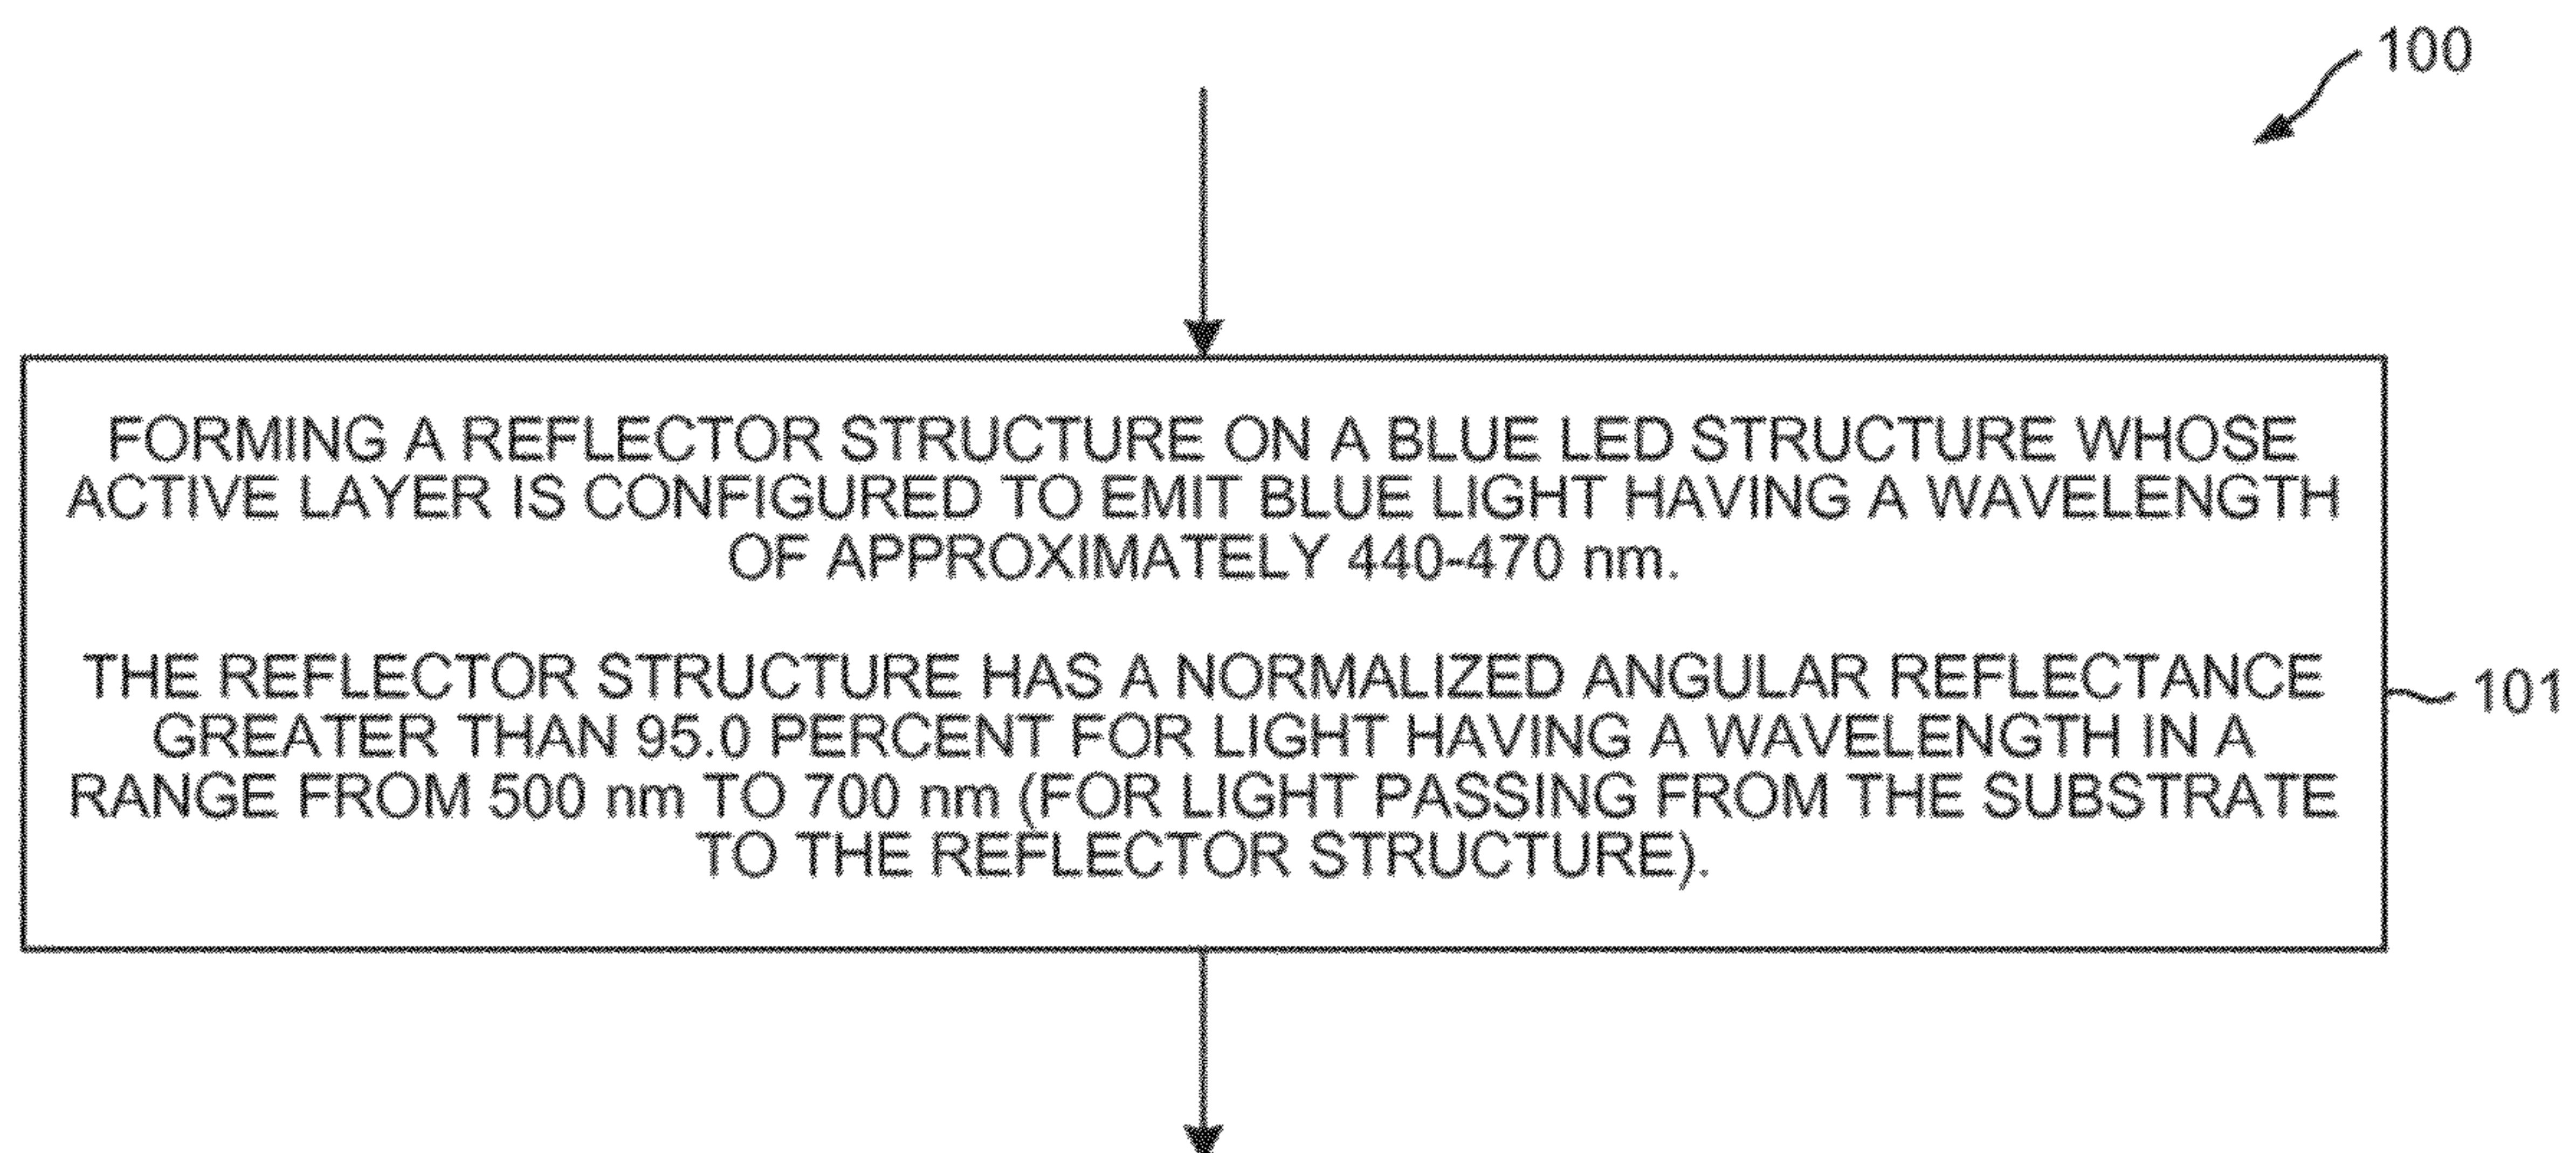 100
FORMING A REFLECTOR STRUCTURE ON A BLUE LED STRUCTURE WHOSE
ACTIVE LAYER IS CONFIGURED TO EMIT BLUE LIGHT HAVING A WAVELENGTH
OF APPROXIMATELY 440-470 nm.
THE REFLECTOR STRUCTURE HAS A NORMALIZED ANGULAR REFLECTANCE
GREATER THAN 95.0 PERCENT FOR LIGHT HAVING A WAVELENGTH IN A
RANGE FROM 500 nm TO 700 nm (FOR LIGHT PASSING FROM THE SUBSTRATE
TO THE REFLECTOR STRUCTURE).
101